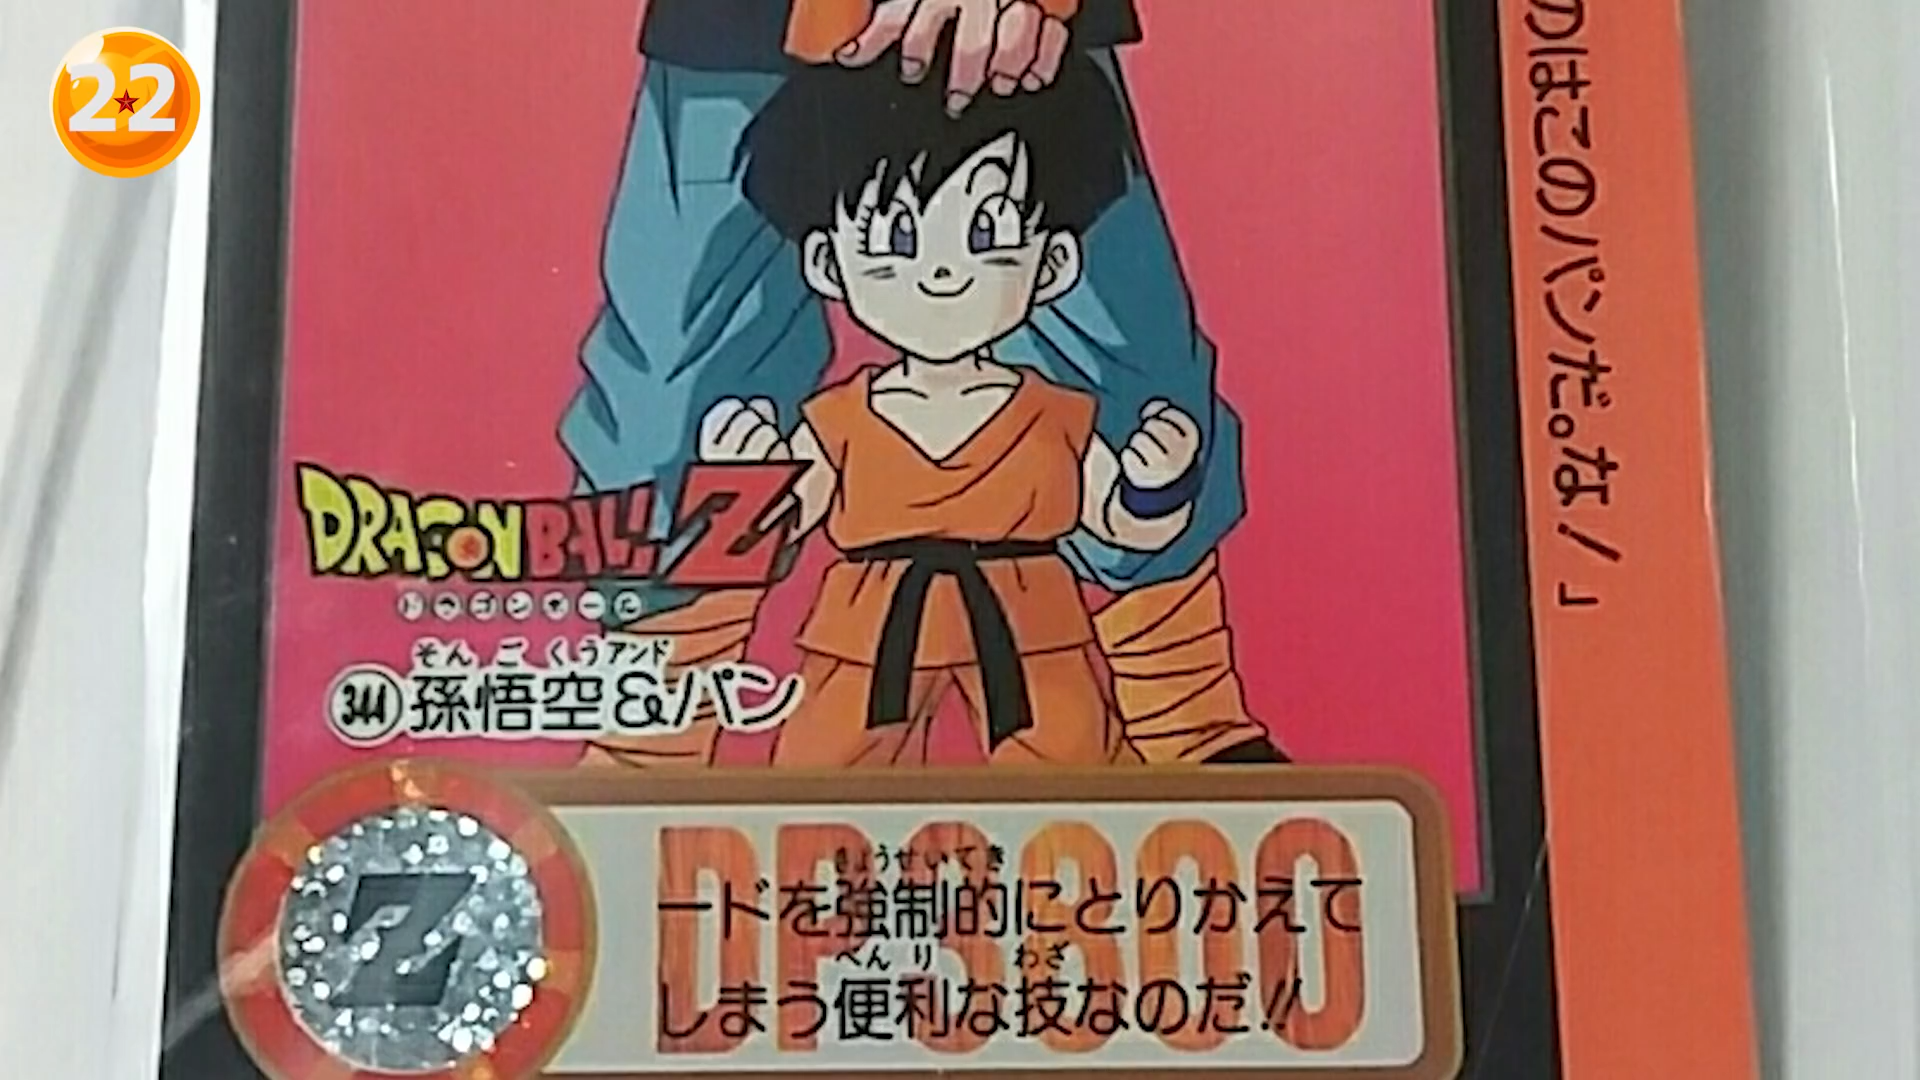 22
のはこのパンだ。な！」
DRAGON BALL Z
ドラゴンボール
そんごくうアンド
344 孫悟空&パン
Z
DP3300
きょうせいてき
ードを強制的にとりかえて
べんり わざ
しまう便利な技なのだ!!